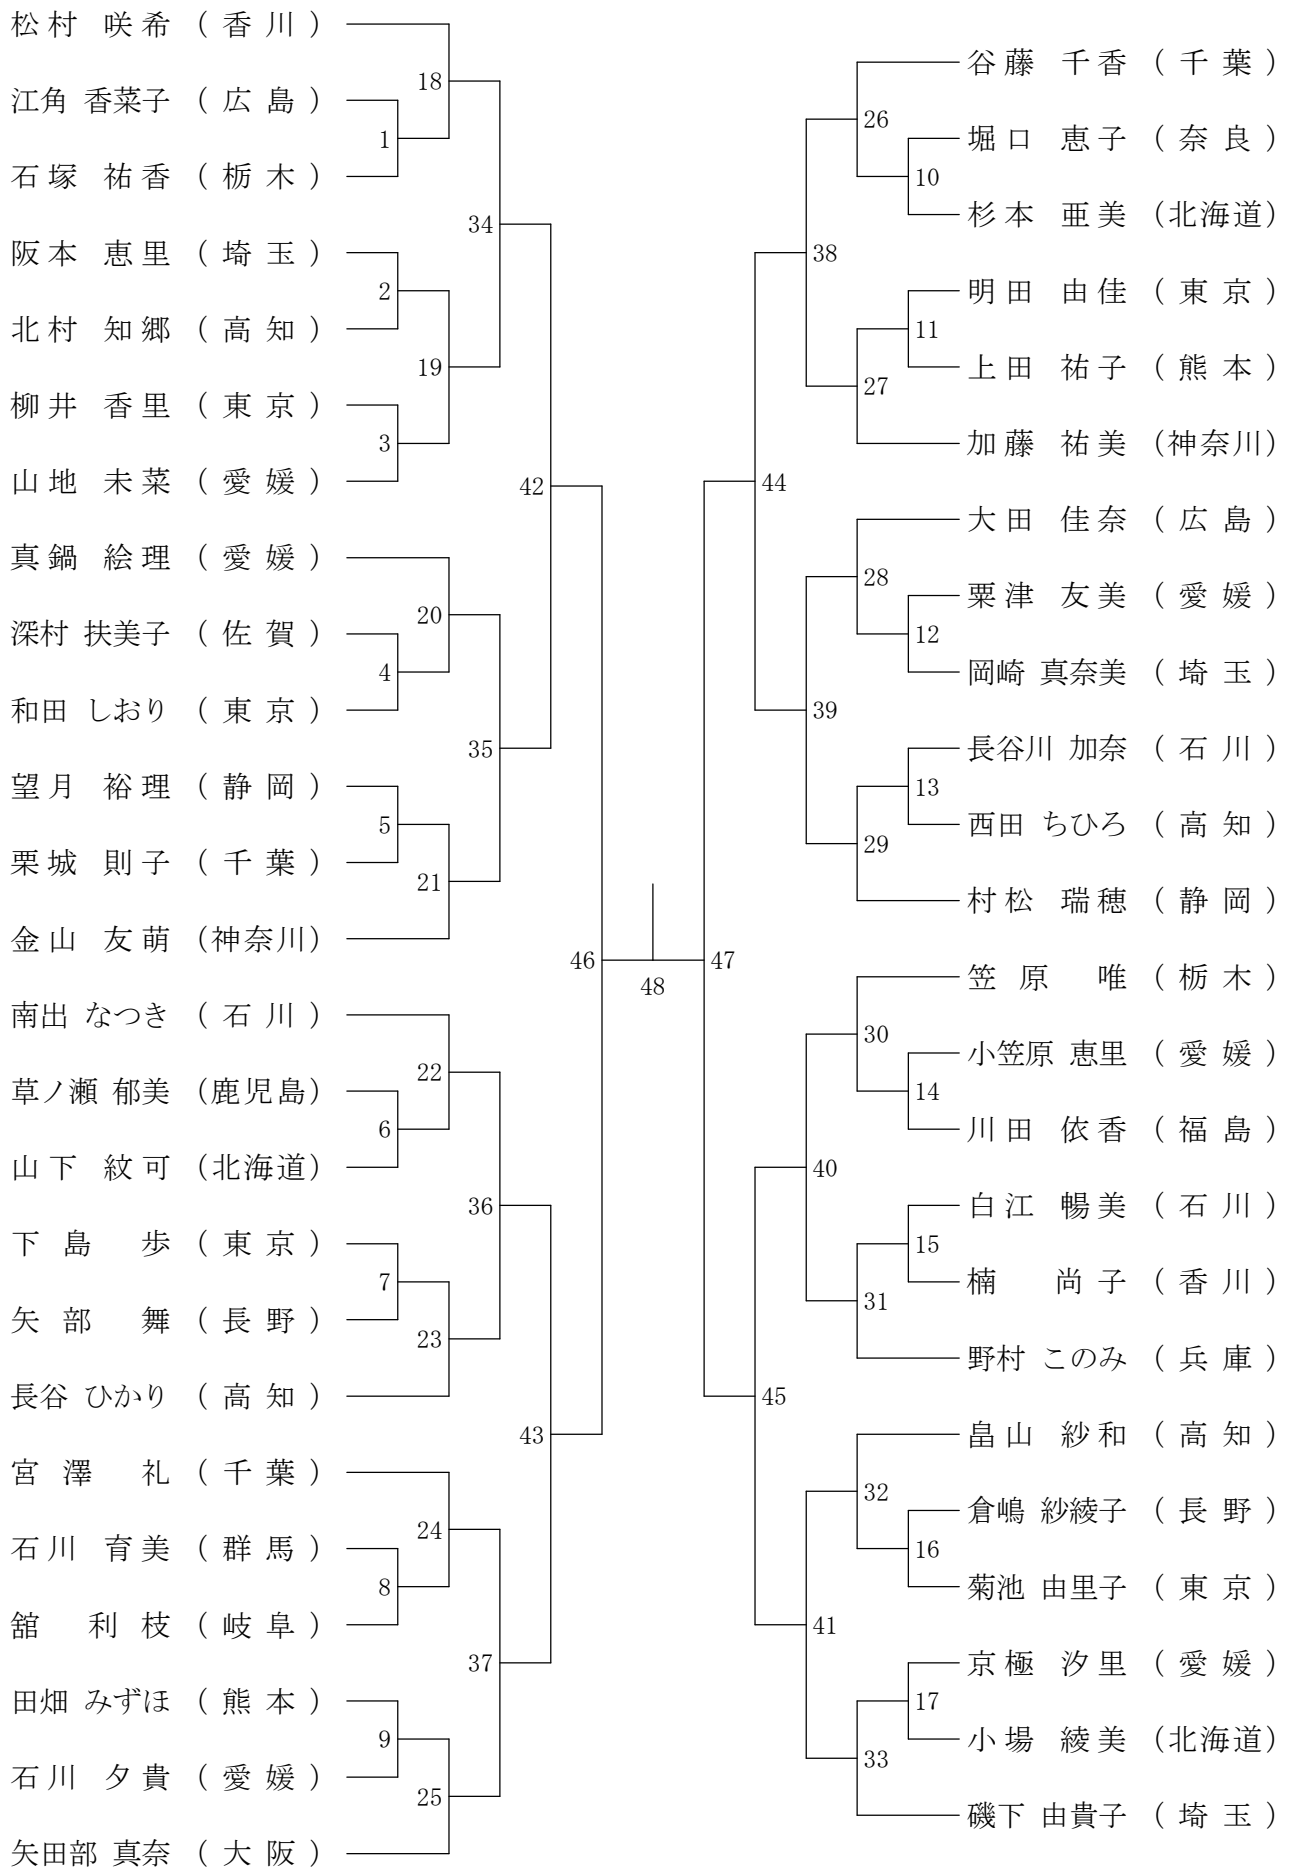 松村 咲希 (香川)
江角 香菜子 (広島)
石塚 祐香 (栃木)
阪本 恵里 (埼玉)
北村 知郷 (高知)
柳井 香里 (東京)
山地 未菜 (愛媛)
真鍋 絵理 (愛媛)
深村 扶美子 (佐賀)
和田 しおり (東京)
望月 裕理 (静岡)
栗城 則子 (千葉)
金山 友萌 (神奈川)
南出 なつき (石川)
草ノ瀬 郁美 (鹿児島)
山下 紋可 (北海道)
下島 歩 (東京)
矢部 舞 (長野)
長谷 ひかり (高知)
宮澤 礼 (千葉)
石川 育美 (群馬)
舘 利枝 (岐阜)
田畑 みずほ (熊本)
石川 夕貴 (愛媛)
矢田部 真奈 (大阪)
1
2
3
4
5
6
7
8
9
18
19
20
21
22
23
24
25
34
35
36
37
42
43
46
48
47
44
45
38
39
40
41
26
27
28
29
30
31
32
33
10
11
12
13
14
15
16
17
谷藤 千香 (千葉)
堀口 恵子 (奈良)
杉本 亜美 (北海道)
明田 由佳 (東京)
上田 祐子 (熊本)
加藤 祐美 (神奈川)
大田 佳奈 (広島)
粟津 友美 (愛媛)
岡崎 真奈美 (埼玉)
長谷川 加奈 (石川)
西田 ちひろ (高知)
村松 瑞穂 (静岡)
笠原 唯 (栃木)
小笠原 恵里 (愛媛)
川田 依香 (福島)
白江 暢美 (石川)
楠 尚子 (香川)
野村 このみ (兵庫)
畠山 紗和 (高知)
倉嶋 紗綾子 (長野)
菊池 由里子 (東京)
京極 汐里 (愛媛)
小場 綾美 (北海道)
磯下 由貴子 (埼玉)